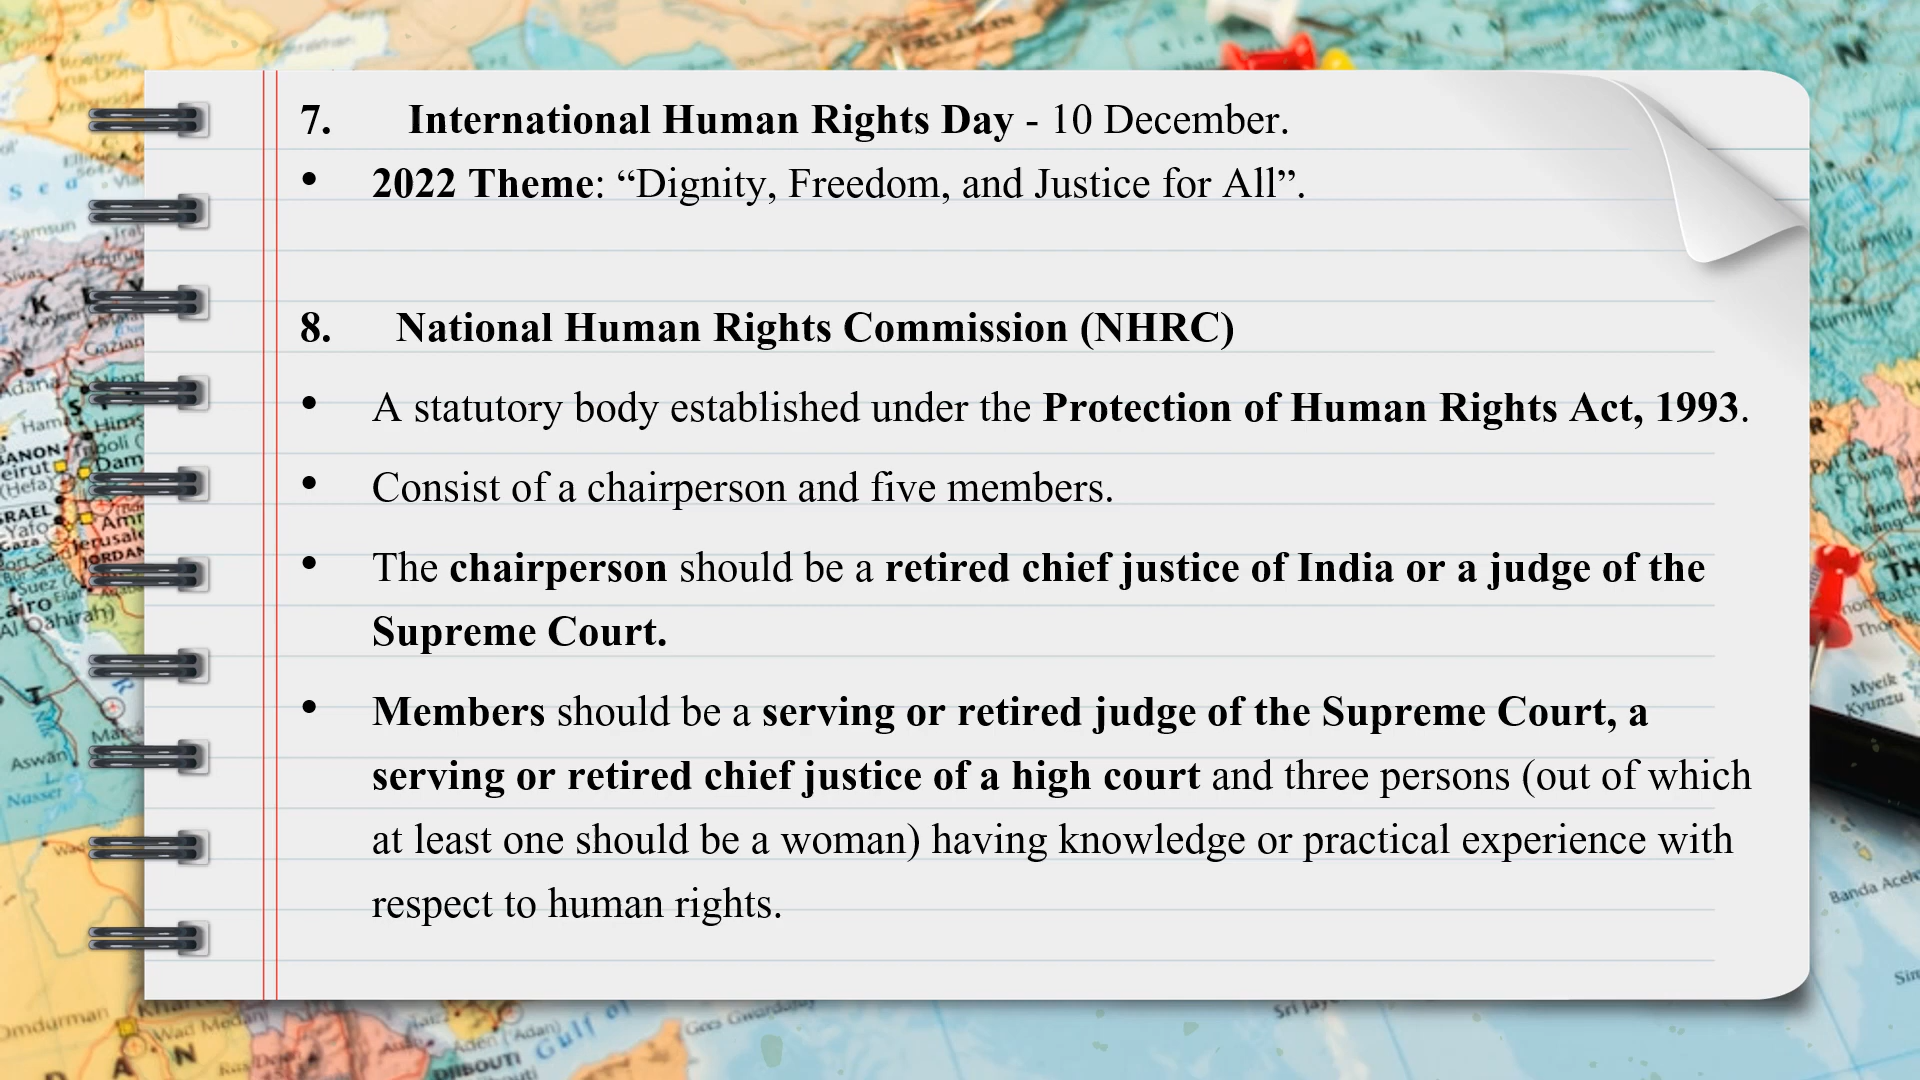 7. International Human Rights Day - 10 December.
• 2022 Theme: “Dignity, Freedom, and Justice for All”.
8. National Human Rights Commission (NHRC)
• A statutory body established under the Protection of Human Rights Act, 1993.
• Consist of a chairperson and five members.
• The chairperson should be a retired chief justice of India or a judge of the
Supreme Court.
• Members should be a serving or retired judge of the Supreme Court, a
serving or retired chief justice of a high court and three persons (out of which
at least one should be a woman) having knowledge or practical experience with
respect to human rights.